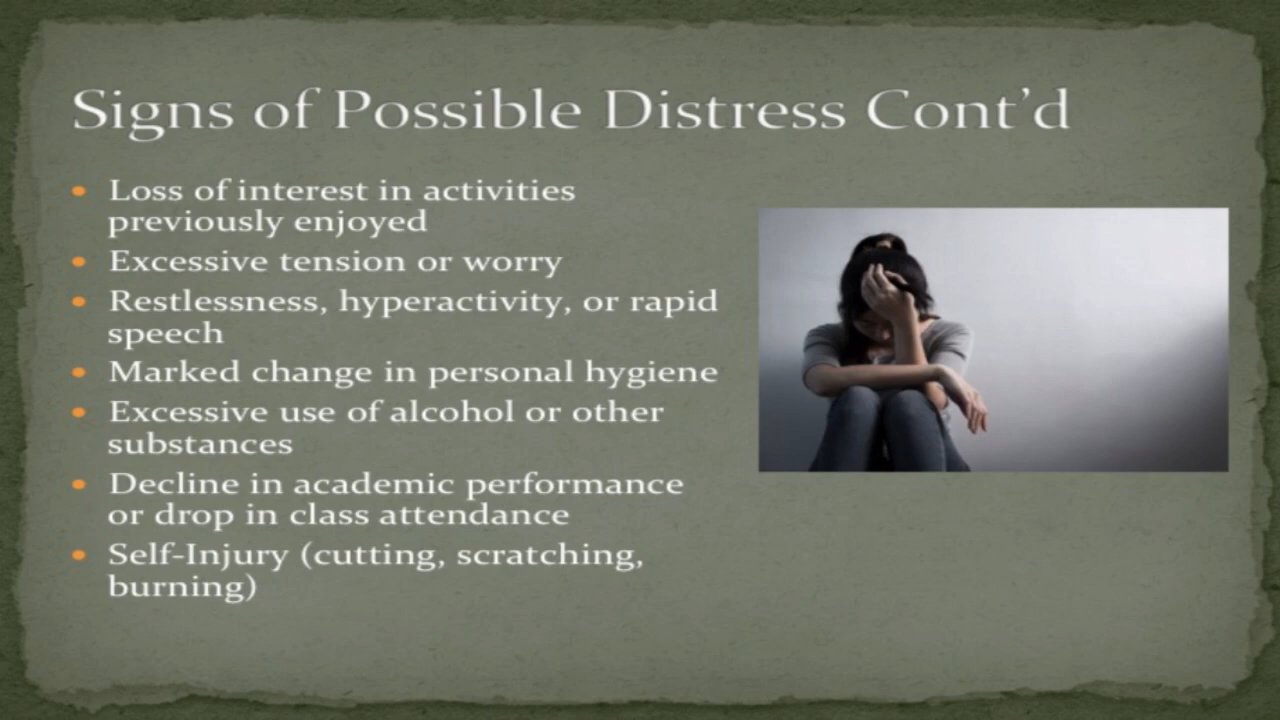 Signs of Possible Distress Cont’d
• Loss of interest in activities
previously enjoyed
• Excessive tension or worry
• Restlessness, hyperactivity, or rapid
speech
• Marked change in personal hygiene
• Excessive use of alcohol or other
substances
• Decline in academic performance
or drop in class attendance
• Self-Injury (cutting, scratching,
burning)